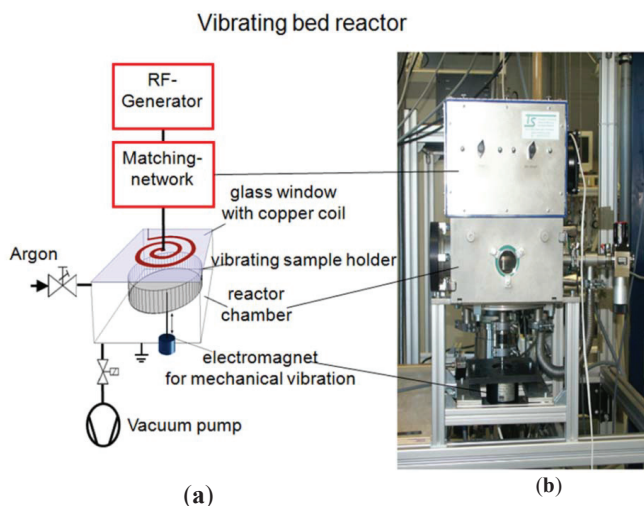 Vibrating bed reactor
RF-
Generator
Matching-
network
glass window
with copper coil
Argon
vibrating sample holder
reactor
chamber
electromagnet
for mechanical vibration
Vacuum pump
(a)
(b)